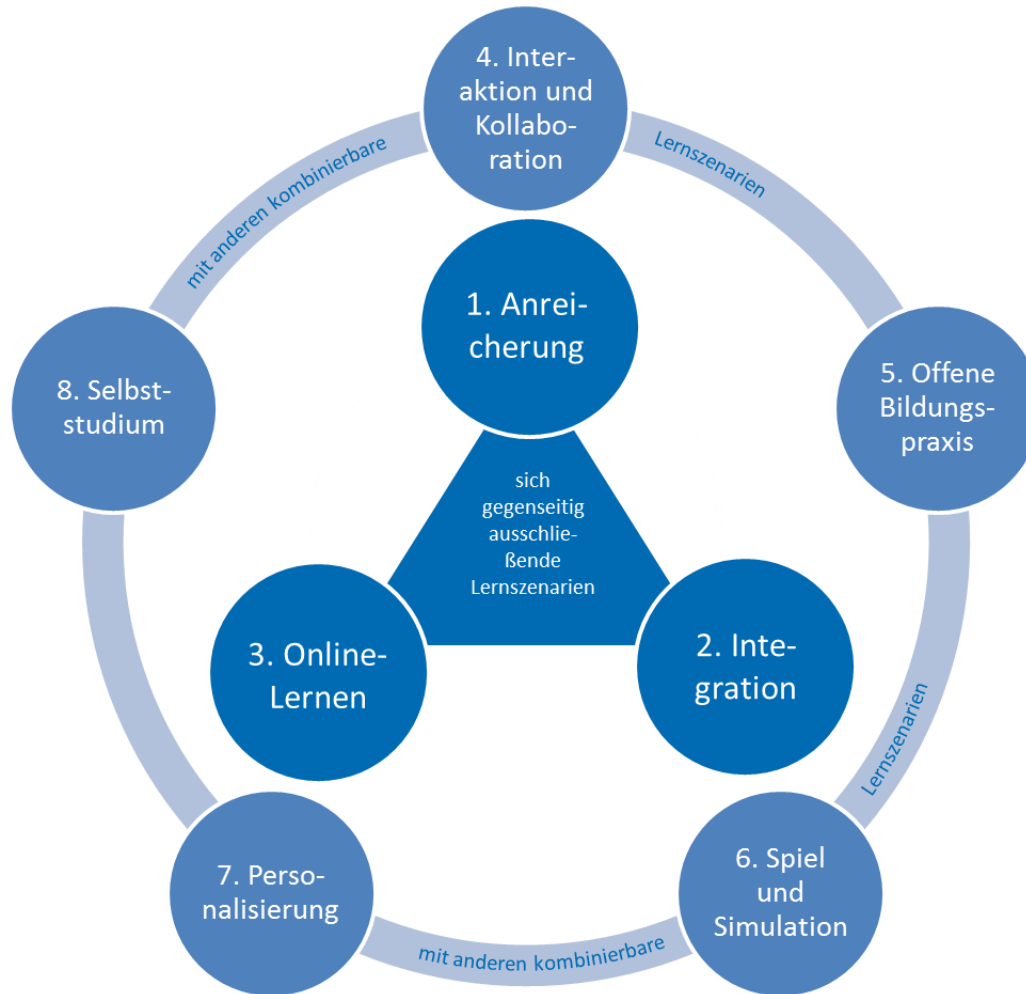 4. Inter-
aktion und
Kollabo-
ration
mit anderen kombinierbare
Lernszenarien
1. Anrei-
cherung
8. Selbst-
studium
5. Offene
Bildungs-
praxis
sich
gegenseitig
ausschlie-
ßende
Lernszenarien
3. Online-
Lernen
2. Inte-
gration
Lernszenarien
7. Perso-
nalisierung
6. Spiel
und
Simulation
mit anderen kombinierbare